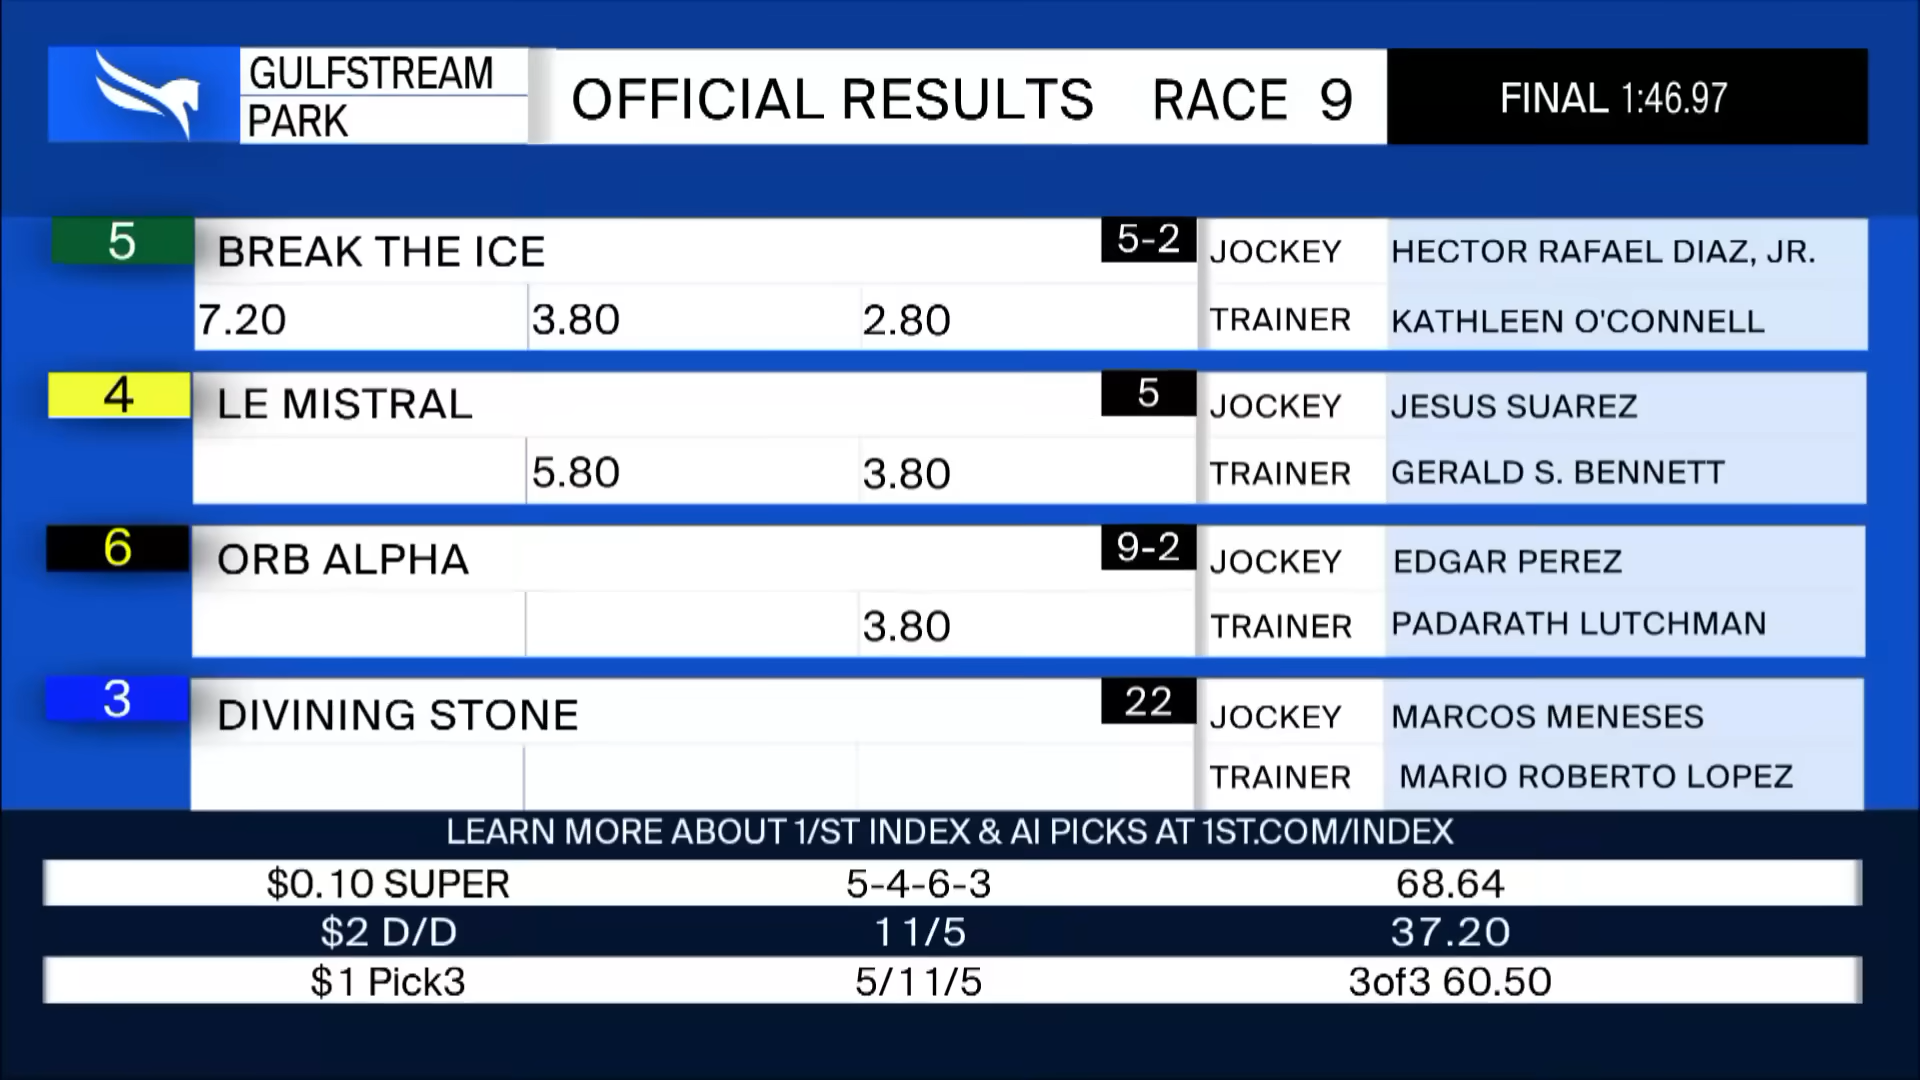 GULFSTREAM
PARK
OFFICIAL RESULTS RACE 9
FINAL 1:46.97
5 BREAK THE ICE 5-2 JOCKEY HECTOR RAFAEL DIAZ, JR.
7.20 3.80 2.80 TRAINER KATHLEEN O'CONNELL
4 LE MISTRAL 5 JOCKEY JESUS SUAREZ
5.80 3.80 TRAINER GERALD S. BENNETT
6 ORB ALPHA 9-2 JOCKEY EDGAR PEREZ
3.80 TRAINER PADARATH LUTCHMAN
3 DIVINING STONE 22 JOCKEY MARCOS MENESES
TRAINER MARIO ROBERTO LOPEZ
LEARN MORE ABOUT 1/ST INDEX & AI PICKS AT 1ST.COM/INDEX
$0.10 SUPER 5-4-6-3 68.64
$2 D/D 11/5 37.20
$1 Pick3 5/11/5 3of3 60.50